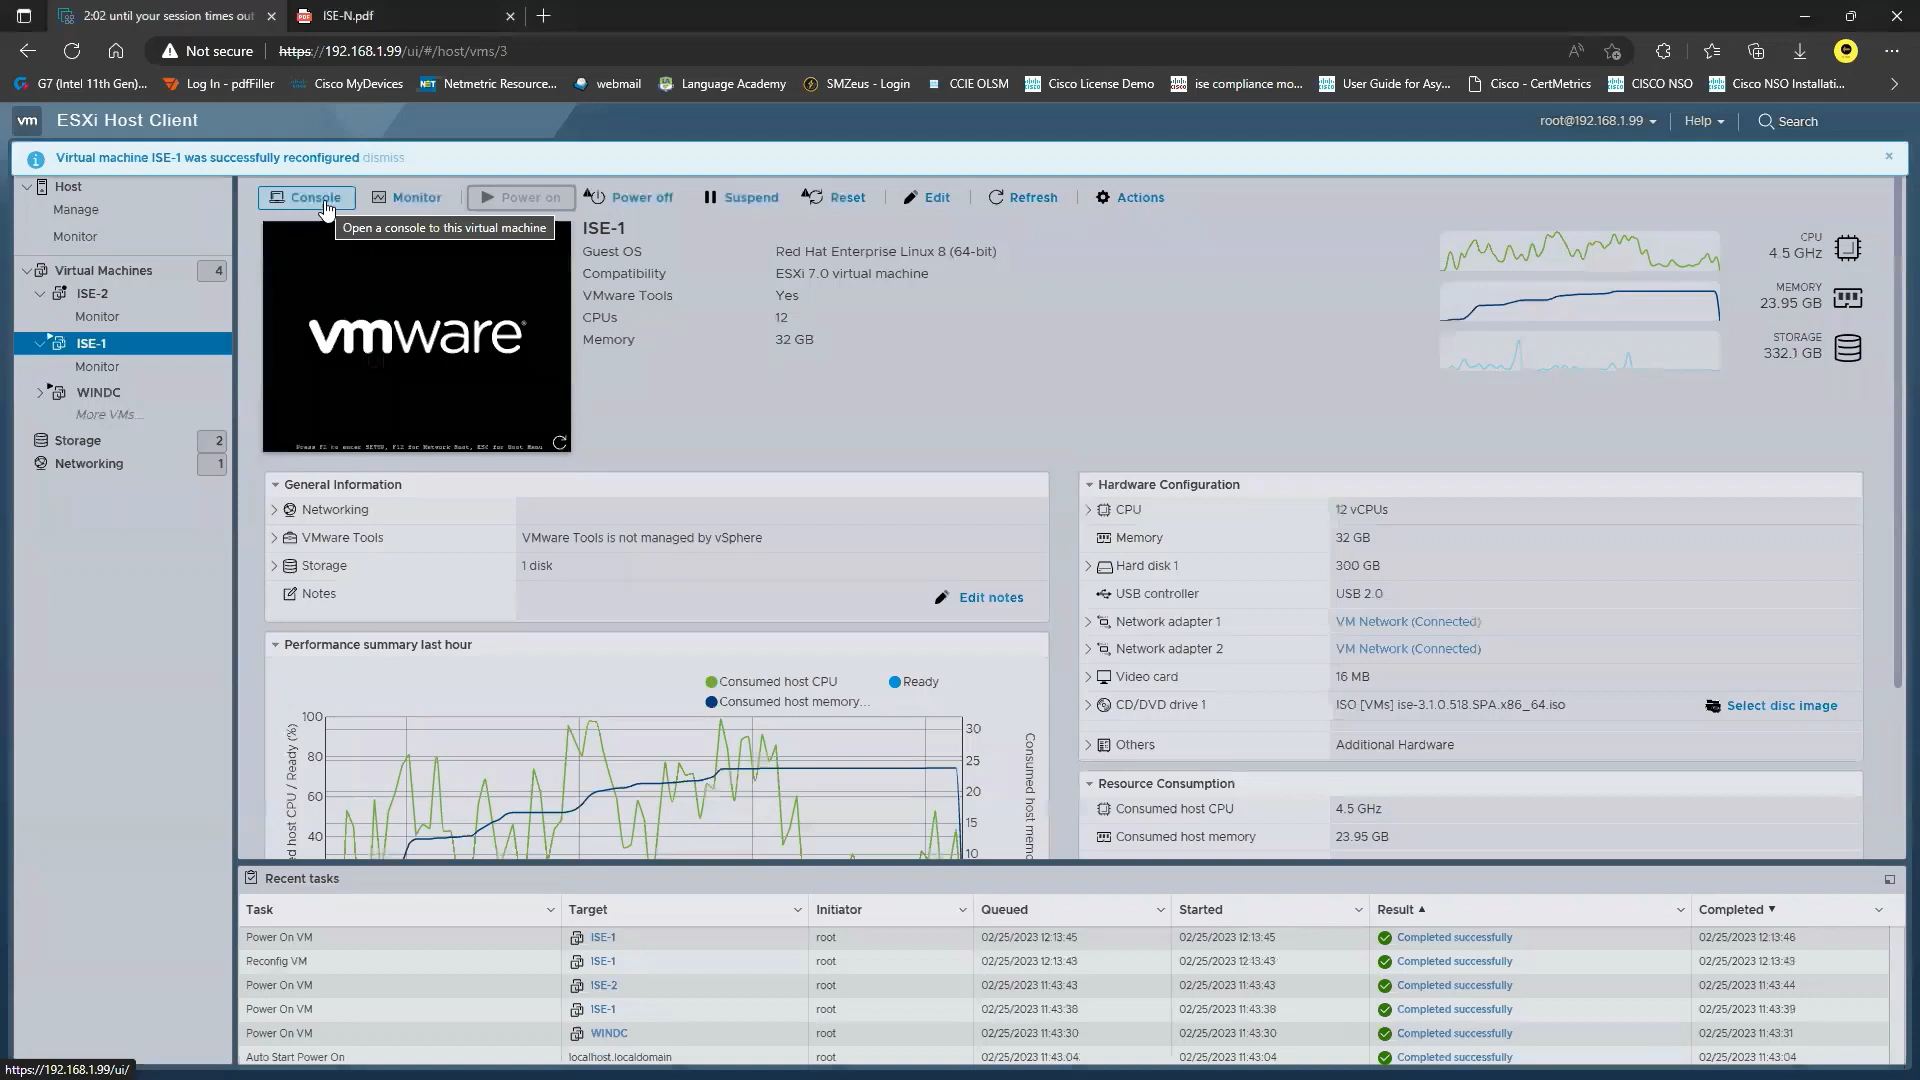 2:02 until your session times out
ISE-N.pdf
Not secure
https://192.168.1.99/ui/#/host/vms/3
G7 (Intel 11th Gen)...
Log In - pdfFiller
Cisco MyDevices
Netmetric Resource...
webmail
Language Academy
SMZeus - Login
CCIE OLSM
Cisco License Demo
ise compliance mo...
User Guide for Asy...
Cisco - CertMetrics
CISCO NSO
Cisco NSO Installati...
vm ESXi Host Client
root@192.168.1.99
Help
Search
Virtual machine ISE-1 was successfully reconfigured dismiss
Host
Manage
Monitor
Virtual Machines 4
ISE-2
Monitor
ISE-1
Monitor
WINDC
More VMs...
Storage 2
Networking 1
Console
Monitor
Power on
Power off
Suspend
Reset
Edit
Refresh
Actions
Open a console to this virtual machine
vmware
Press F2 to enter SETUP, F12 for Network Boot, ESC for Boot Menu
ISE-1
Guest OS Red Hat Enterprise Linux 8 (64-bit)
Compatibility ESXi 7.0 virtual machine
VMware Tools Yes
CPUs 12
Memory 32 GB
CPU
4.5 GHz
MEMORY
23.95 GB
STORAGE
332.1 GB
General Information
Networking
VMware Tools VMware Tools is not managed by vSphere
Storage 1 disk
Notes
Edit notes
Performance summary last hour
Consumed host CPU
Ready
Consumed host memory...
100
80
60
40
30
25
20
15
10
ed host CPU / Ready (%)
Consumed host memo
Hardware Configuration
CPU 12 vCPUs
Memory 32 GB
Hard disk 1 300 GB
USB controller USB 2.0
Network adapter 1 VM Network (Connected)
Network adapter 2 VM Network (Connected)
Video card 16 MB
CD/DVD drive 1 ISO [VMs] ise-3.1.0.518.SPA.x86_64.iso
Select disc image
Others Additional Hardware
Resource Consumption
Consumed host CPU 4.5 GHz
Consumed host memory 23.95 GB
Recent tasks
Task Target Initiator Queued Started Result Completed
Power On VM ISE-1 root 02/25/2023 12:13:45 02/25/2023 12:13:45 Completed successfully 02/25/2023 12:13:46
Reconfig VM ISE-1 root 02/25/2023 12:13:43 02/25/2023 12:13:43 Completed successfully 02/25/2023 12:13:43
Power On VM ISE-2 root 02/25/2023 11:43:43 02/25/2023 11:43:43 Completed successfully 02/25/2023 11:43:44
Power On VM ISE-1 root 02/25/2023 11:43:38 02/25/2023 11:43:38 Completed successfully 02/25/2023 11:43:39
Power On VM WINDC root 02/25/2023 11:43:30 02/25/2023 11:43:30 Completed successfully 02/25/2023 11:43:31
Auto Start Power On localhost.localdomain root 02/25/2023 11:43:04 02/25/2023 11:43:04 Completed successfully 02/25/2023 11:43:04
https://192.168.1.99/ui/